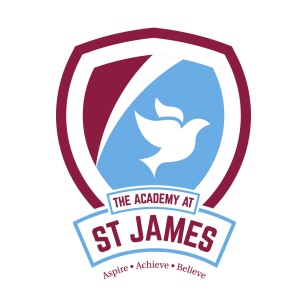 THE ACADEMY AT
ST JAMES
Aspire • Achieve • Believe